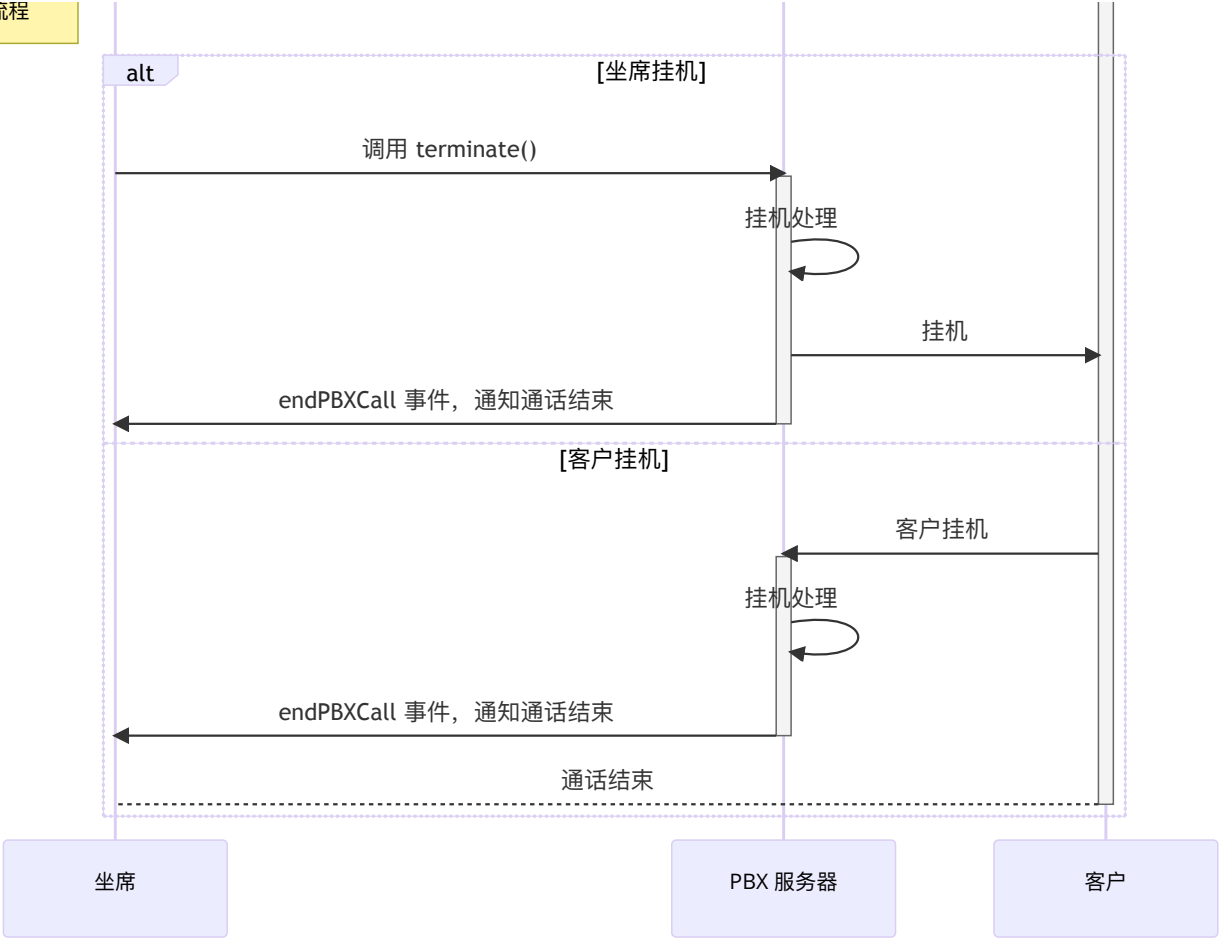 流程
alt
[坐席挂机]
调用 terminate()
挂机处理
挂机
endPBXCall 事件，通知通话结束
[客户挂机]
客户挂机
挂机处理
endPBXCall 事件，通知通话结束
通话结束
坐席
PBX 服务器
客户